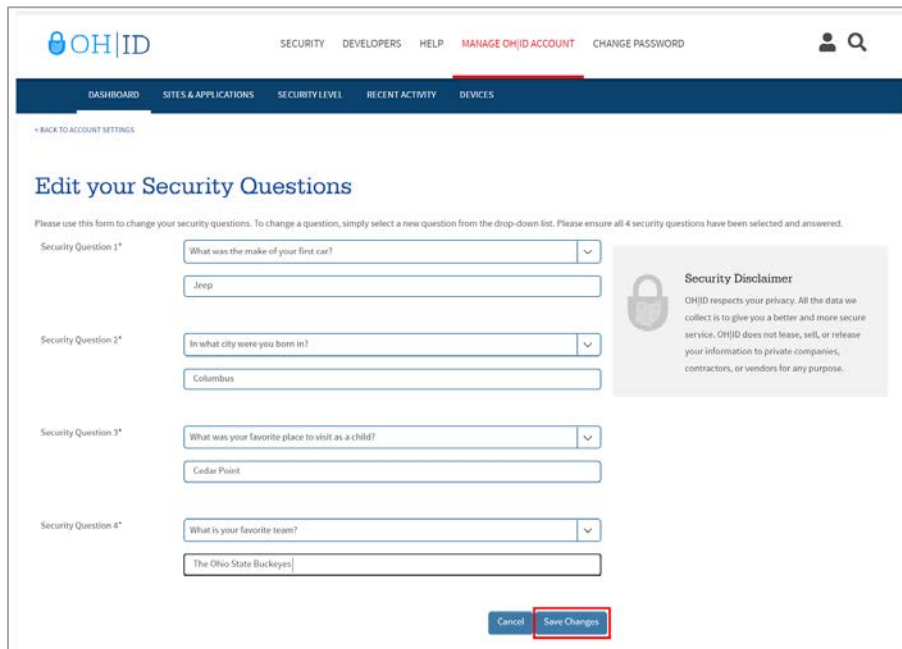 OH|ID
SECURITY DEVELOPERS HELP MANAGE OH|ID ACCOUNT CHANGE PASSWORD
DASHBOARD SITES & APPLICATIONS SECURITY LEVEL RECENT ACTIVITY DEVICES
< BACK TO ACCOUNT SETTINGS
Edit your Security Questions
Please use this form to change your security questions. To change a question, simply select a new question from the drop-down list. Please ensure all 4 security questions have been selected and answered.
Security Question 1*
What was the make of your first car?
Jeep
Security Question 2*
In what city were you born in?
Columbus
Security Question 3*
What was your favorite place to visit as a child?
Cedar Point
Security Question 4*
What is your favorite team?
The Ohio State Buckeyes
Security Disclaimer
OH|ID respects your privacy. All the data we
collect is to give you a better and more secure
service. OH|ID does not lease, sell, or release
your information to private companies,
contractors, or vendors for any purpose.
Cancel Save Changes